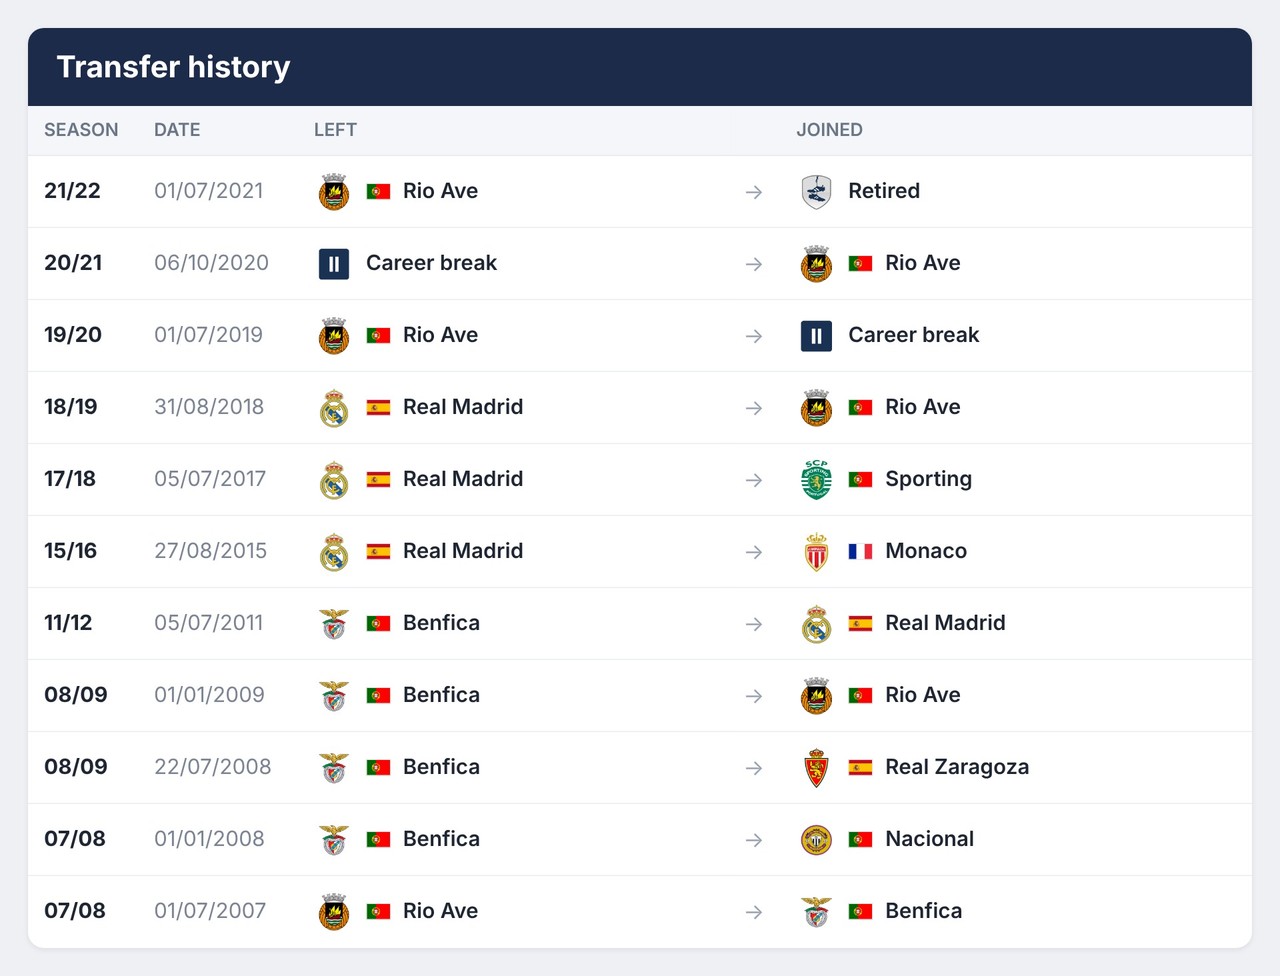 Transfer history
SEASON DATE LEFT JOINED
21/22 01/07/2021 Rio Ave → Retired
20/21 06/10/2020 Career break → Rio Ave
19/20 01/07/2019 Rio Ave → Career break
18/19 31/08/2018 Real Madrid → Rio Ave
17/18 05/07/2017 Real Madrid → Sporting
15/16 27/08/2015 Real Madrid → Monaco
11/12 05/07/2011 Benfica → Real Madrid
08/09 01/01/2009 Benfica → Rio Ave
08/09 22/07/2008 Benfica → Real Zaragoza
07/08 01/01/2008 Benfica → Nacional
07/08 01/07/2007 Rio Ave → Benfica